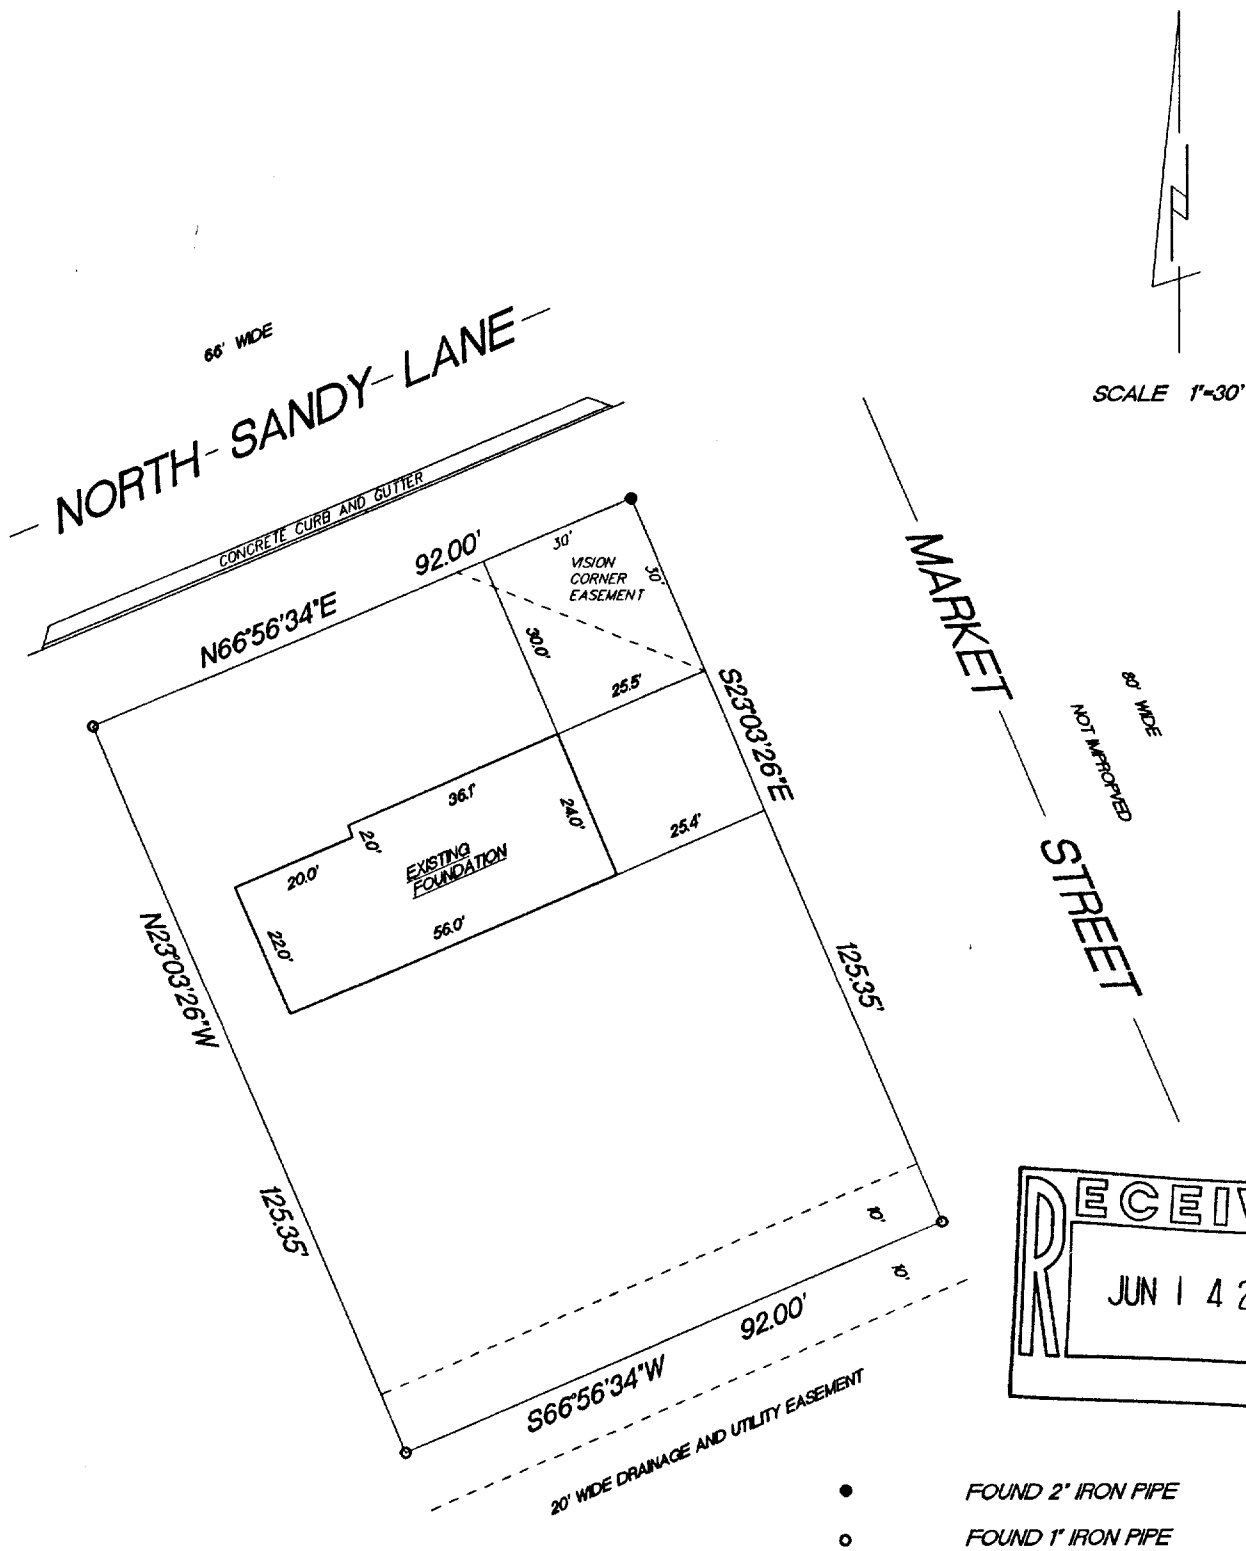 66' WIDE
NORTH SANDY LANE
SCALE 1"=30'
CONCRETE CURB AND GUTTER
92.00'
30'
VISION
CORNER
EASEMENT
30'
N66°56'34"E
30.0'
25.5'
S23°03'26"E
MARKET
80' WIDE
NOT IMPROPVED
36.1'
2.0'
24.0'
25.4'
20.0'
EXISTING
FOUNDATION
STREET
22.0'
56.0'
N23°03'26"W
125.35'
125.35'
10'
10'
92.00'
S66°56'34"W
20' WIDE DRAINAGE AND UTILITY EASEMENT
RECEIV
JUN 14 2
FOUND 2" IRON PIPE
FOUND 1" IRON PIPE